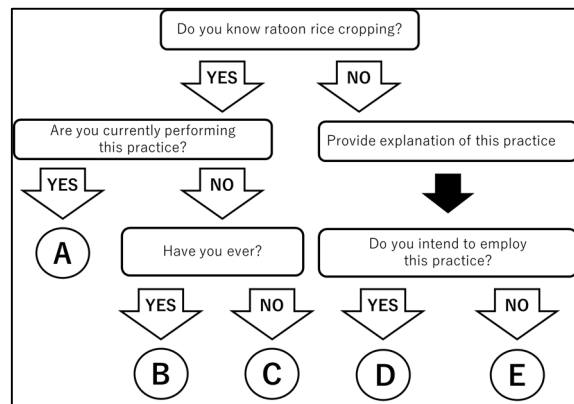 Do you know ratoon rice cropping?
YES
NO
Are you currently performing
this practice?
Provide explanation of this practice
YES
NO
A
Have you ever?
Do you intend to employ
this practice?
YES
NO
YES
NO
B
C
D
E